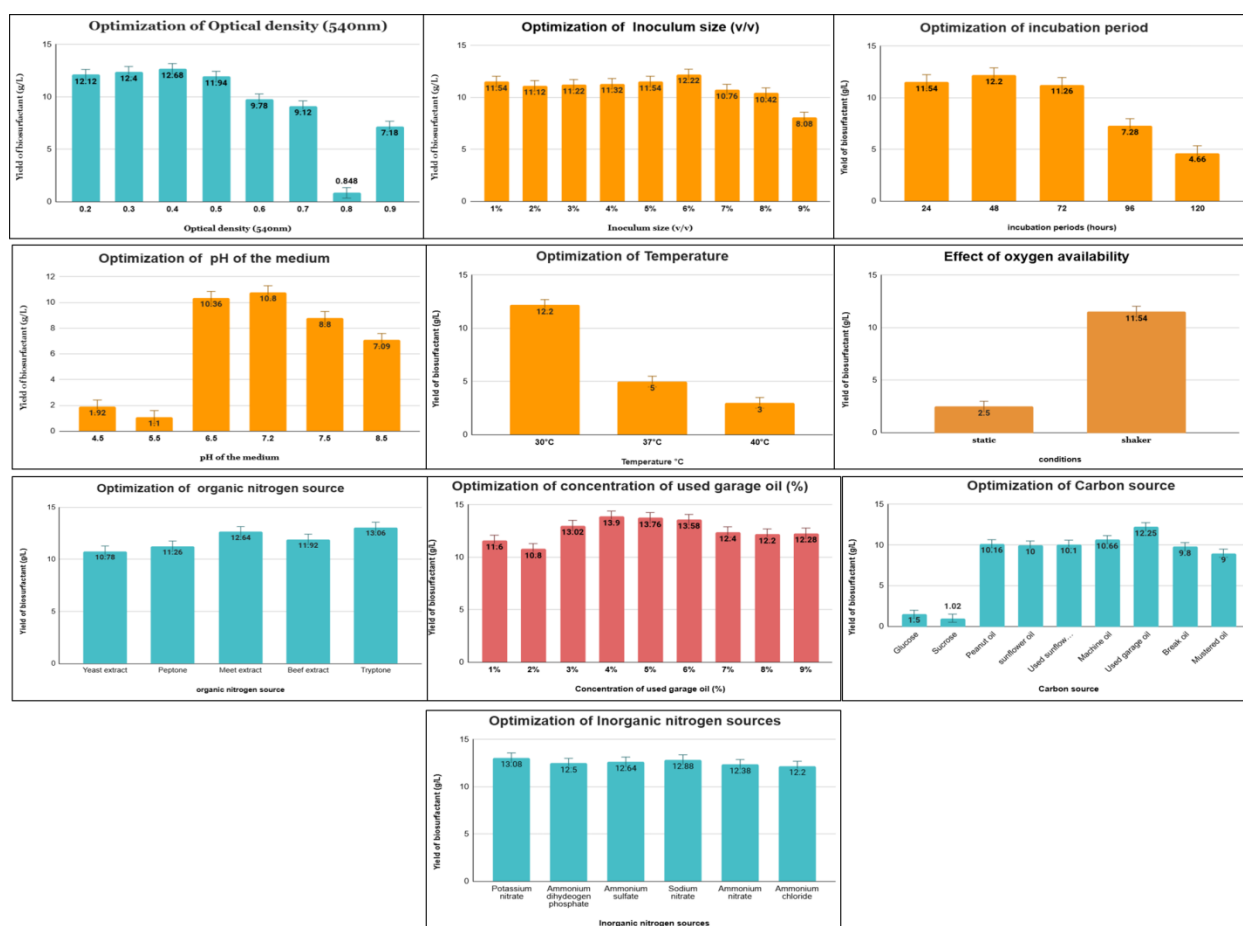 Optimization of Optical density (540nm)
Yield of biosurfactant (g/L)
15
10
5
0
12.12
12.4
12.68
11.94
9.78
9.12
0.848
7.18
0.2
0.3
0.4
0.5
0.6
0.7
0.8
0.9
Optical density (540nm)
Optimization of Inoculum size (v/v)
Yield of biosurfactant (g/L)
15
10
5
0
11.54
11.12
11.22
11.32
11.54
12.22
10.76
10.42
8.08
1%
2%
3%
4%
5%
6%
7%
8%
9%
Inoculum size (v/v)
Optimization of incubation period
Yield of biosurfactant (g/L)
15
10
5
0
11.54
12.2
11.26
7.28
4.66
24
48
72
96
120
incubation periods (hours)
Optimization of pH of the medium
Yield of biosurfactant (g/L)
12
10
8
6
4
2
0
1.92
1.1
10.36
10.8
8.8
7.09
4.5
5.5
6.5
7.2
7.5
8.5
pH of the medium
Optimization of Temperature
Yield of biosurfactant (g/L)
15
10
5
0
12.2
5
3
30°C
37°C
40°C
Temperature °C
Effect of oxygen availability
Yield of biosurfactant (g/L)
15
10
5
0
2.5
11.54
static
shaker
conditions
Optimization of organic nitrogen source
Yield of biosurfactant (g/L)
15
10
5
0
10.78
11.26
12.64
11.92
13.06
Yeast extract
Peptone
Meet extract
Beef extract
Tryptone
organic nitrogen source
Optimization of concentration of used garage oil (%)
Yield of biosurfactant (g/L)
15
10
5
0
11.6
10.8
13.02
13.9
13.76
13.58
12.4
12.2
12.28
1%
2%
3%
4%
5%
6%
7%
8%
9%
Concentration of used garage oil (%)
Optimization of Carbon source
Yield of biosurfactant (g/L)
15
10
5
0
1.5
1.02
10.16
10
10.1
10.66
12.25
9.8
9
Glucose
Sucrose
Peanut oil
sunflower oil
Used sunflow…
Machine oil
Used garage oil
Break oil
Mustered oil
Carbon source
Optimization of Inorganic nitrogen sources
Yield of biosurfactant (g/L)
15
10
5
0
13.08
12.5
12.64
12.88
12.38
12.2
Potassium
nitrate
Ammonium
dihydeogen
phosphate
Ammonium
sulfate
Sodium
nitrate
Ammonium
nitrate
Ammonium
chloride
Inorganic nitrogen sources